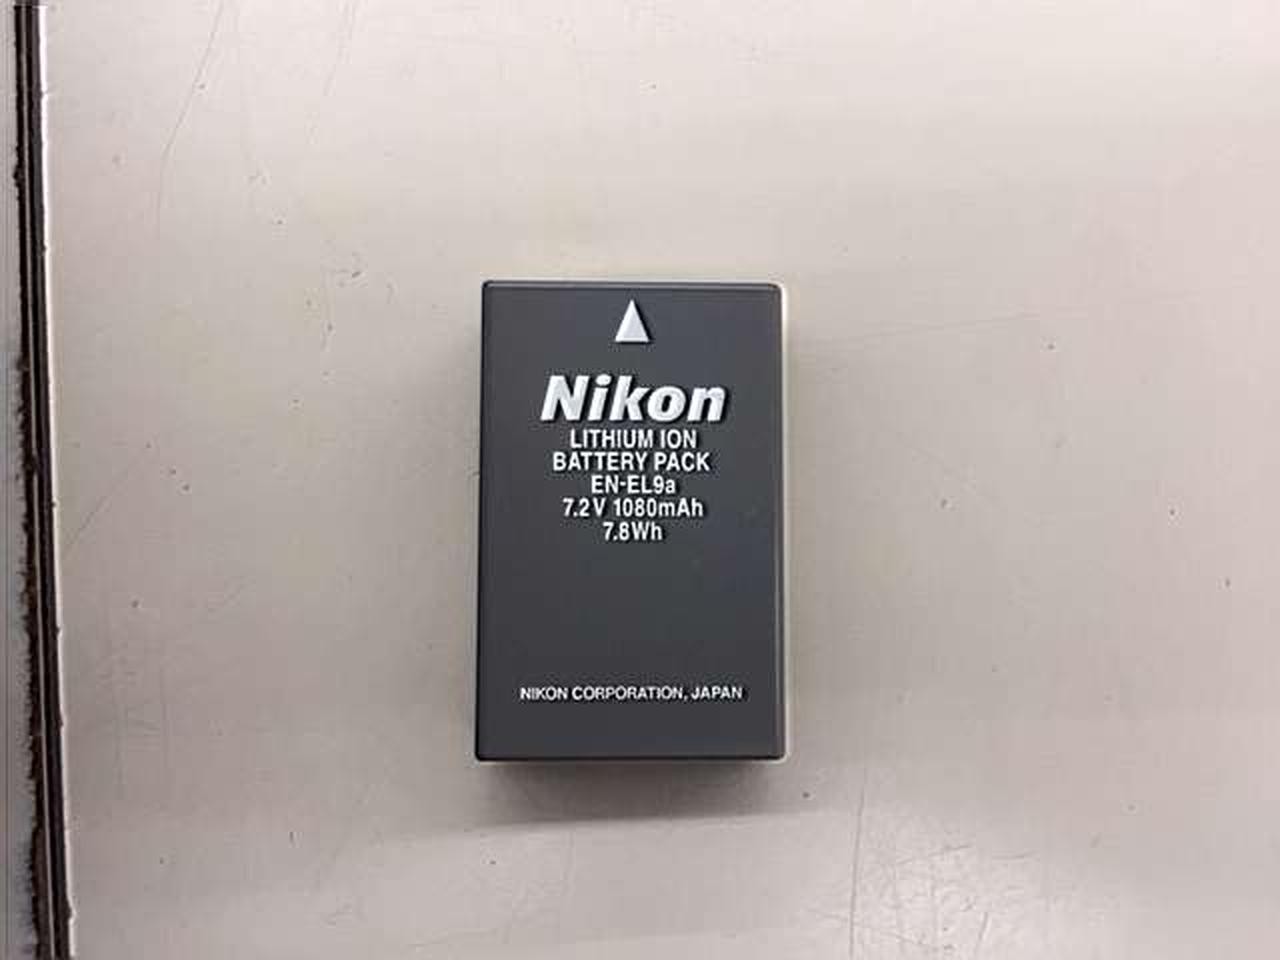 Nikon
LITHIUM ION
BATTERY PACK
EN-EL9a
7.2V 1080mAh
7.8Wh
NIKON CORPORATION, JAPAN